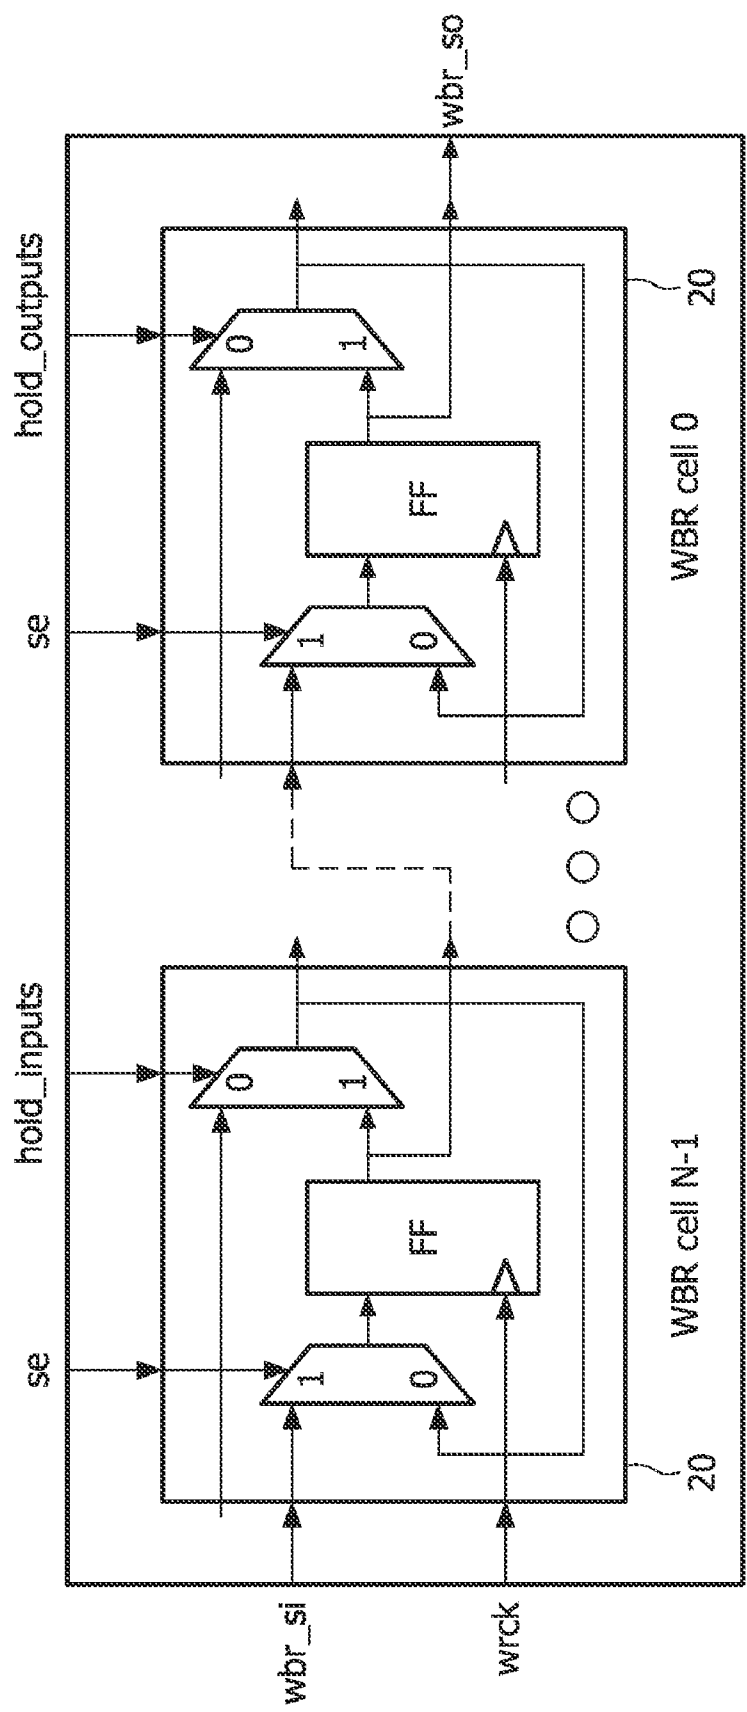 se
hold_inputs
se
hold_outputs
wbr_si
1
0
FF
0
1
1
0
FF
0
1
wbr_so
wrck
20
WBR cell N-1
WBR cell 0
20